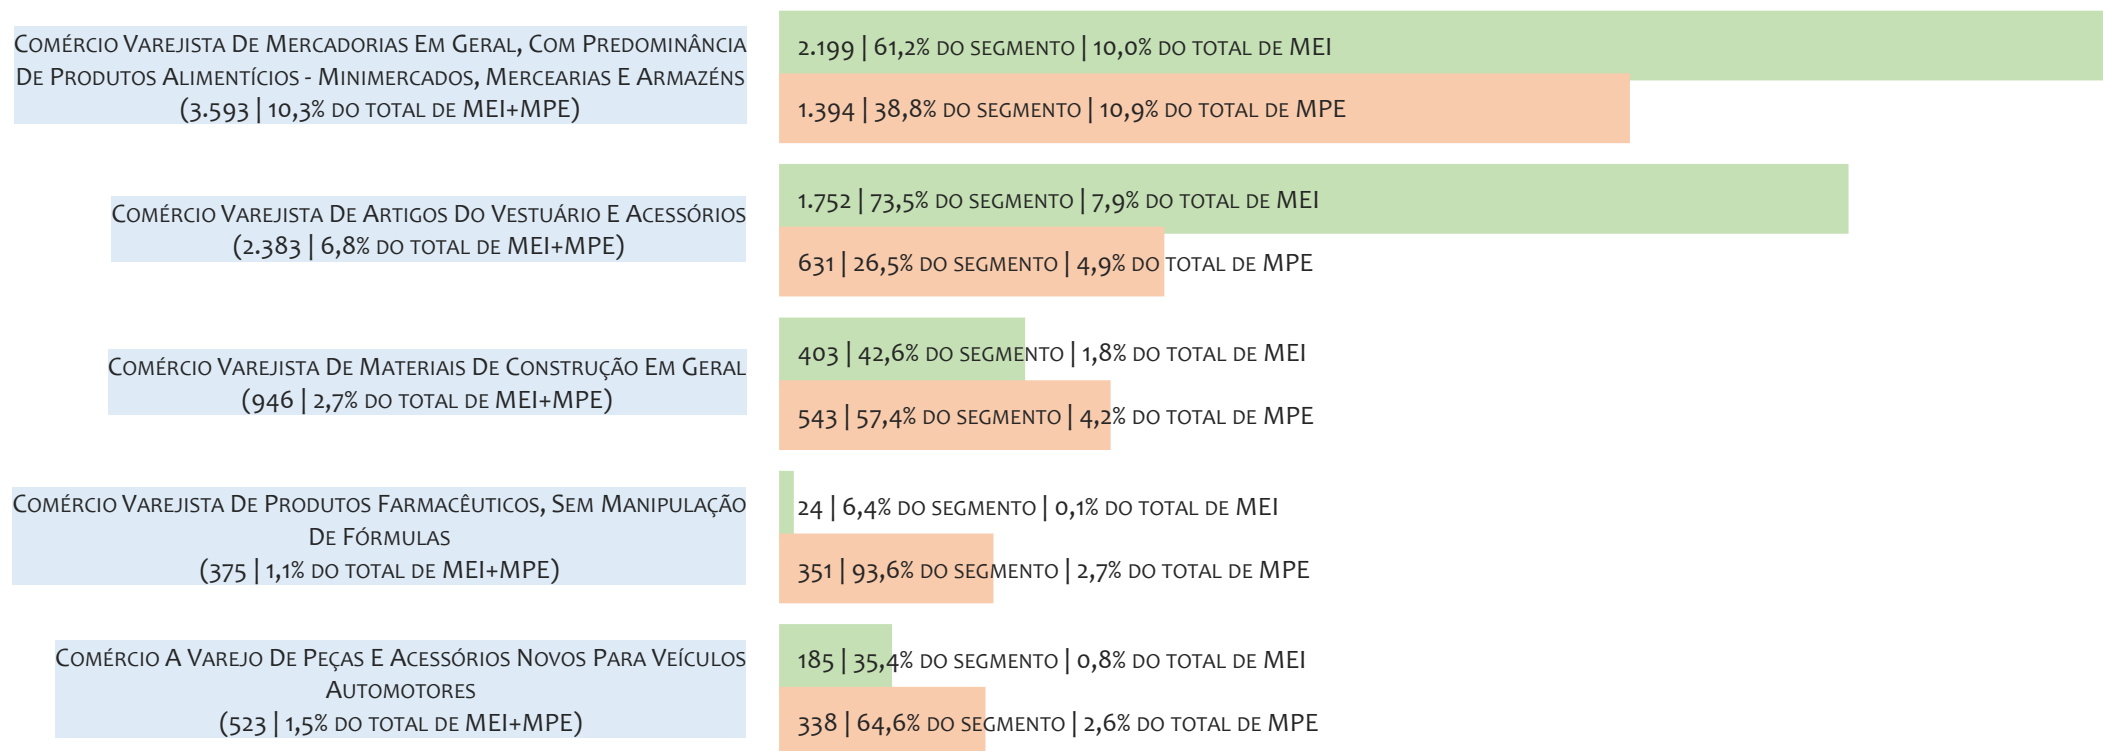 Comércio Varejista De Mercadorias Em Geral, Com Predominância
De Produtos Alimentícios - Minimercados, Mercearias E Armazéns
(3.593 | 10,3% do total de MEI+MPE)
2.199 | 61,2% do segmento | 10,0% do total de MEI
1.394 | 38,8% do segmento | 10,9% do total de MPE
Comércio Varejista De Artigos Do Vestuário E Acessórios
(2.383 | 6,8% do total de MEI+MPE)
1.752 | 73,5% do segmento | 7,9% do total de MEI
631 | 26,5% do segmento | 4,9% do total de MPE
Comércio Varejista De Materiais De Construção Em Geral
(946 | 2,7% do total de MEI+MPE)
403 | 42,6% do segmento | 1,8% do total de MEI
543 | 57,4% do segmento | 4,2% do total de MPE
Comércio Varejista De Produtos Farmacêuticos, Sem Manipulação
De Fórmulas
(375 | 1,1% do total de MEI+MPE)
24 | 6,4% do segmento | 0,1% do total de MEI
351 | 93,6% do segmento | 2,7% do total de MPE
Comércio A Varejo De Peças E Acessórios Novos Para Veículos
Automotores
(523 | 1,5% do total de MEI+MPE)
185 | 35,4% do segmento | 0,8% do total de MEI
338 | 64,6% do segmento | 2,6% do total de MPE